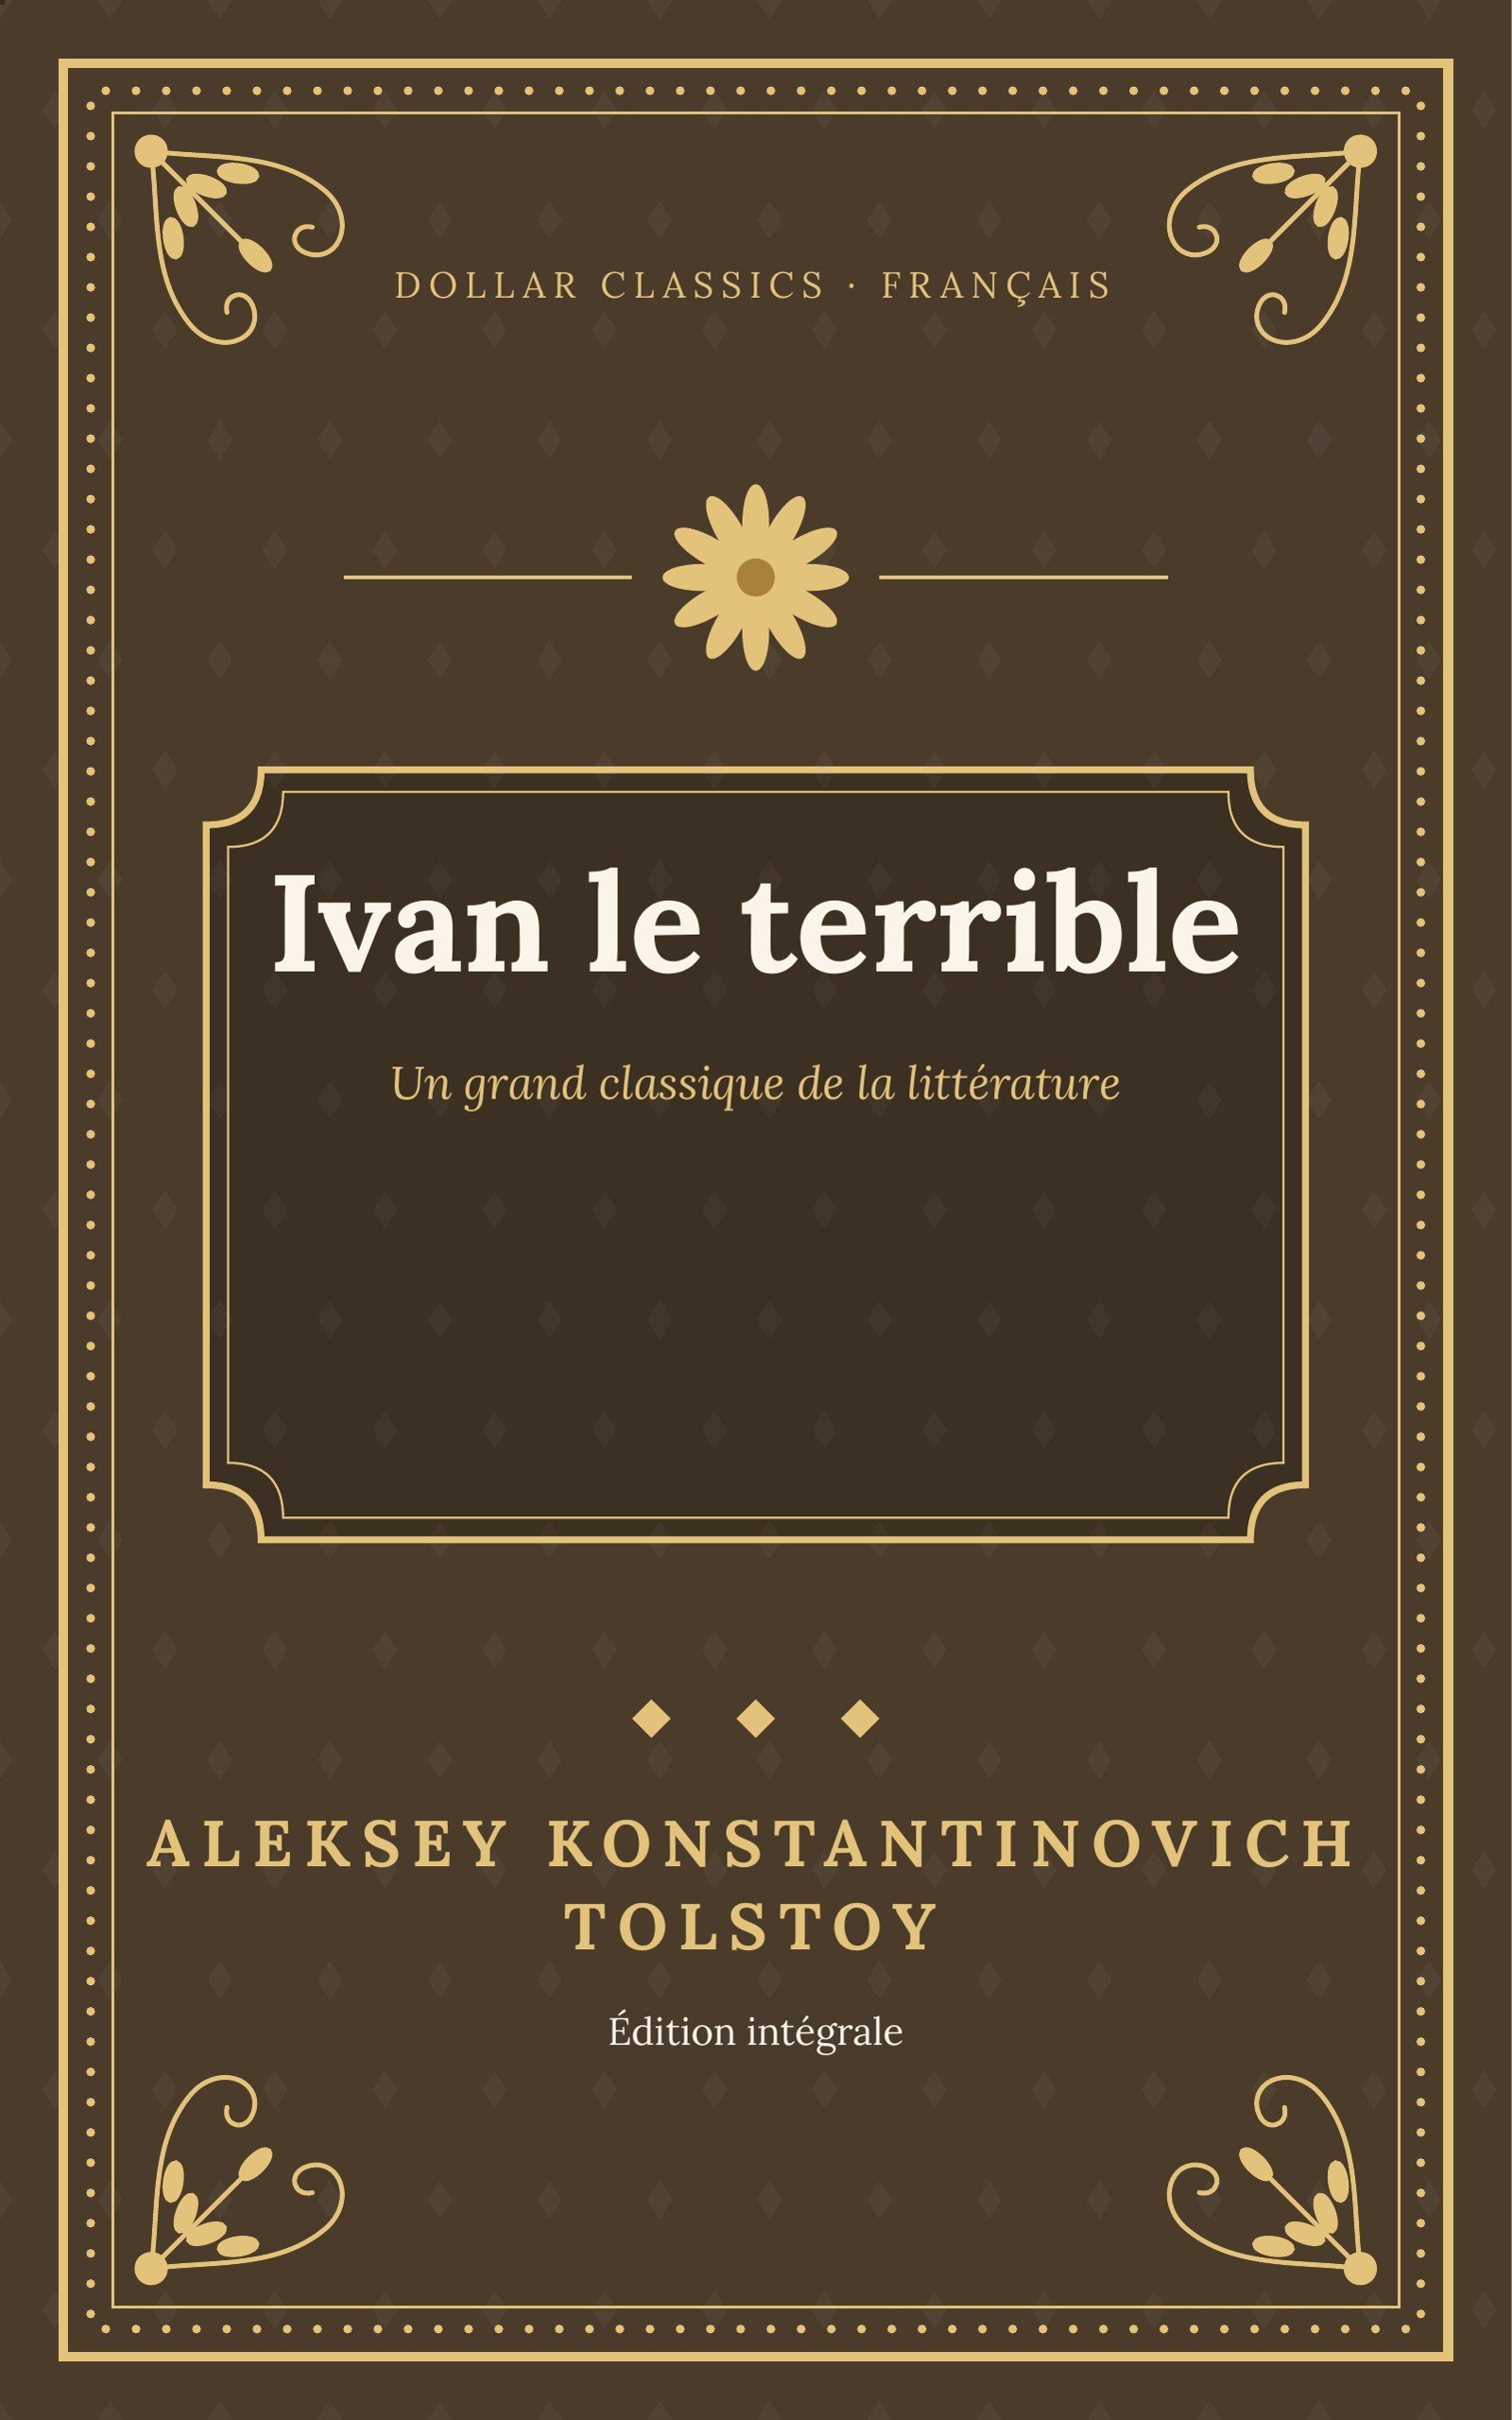 DOLLAR CLASSICS · FRANÇAIS
Ivan le terrible
Un grand classique de la littérature
ALEKSEY KONSTANTINOVICH
TOLSTOY
Édition intégrale